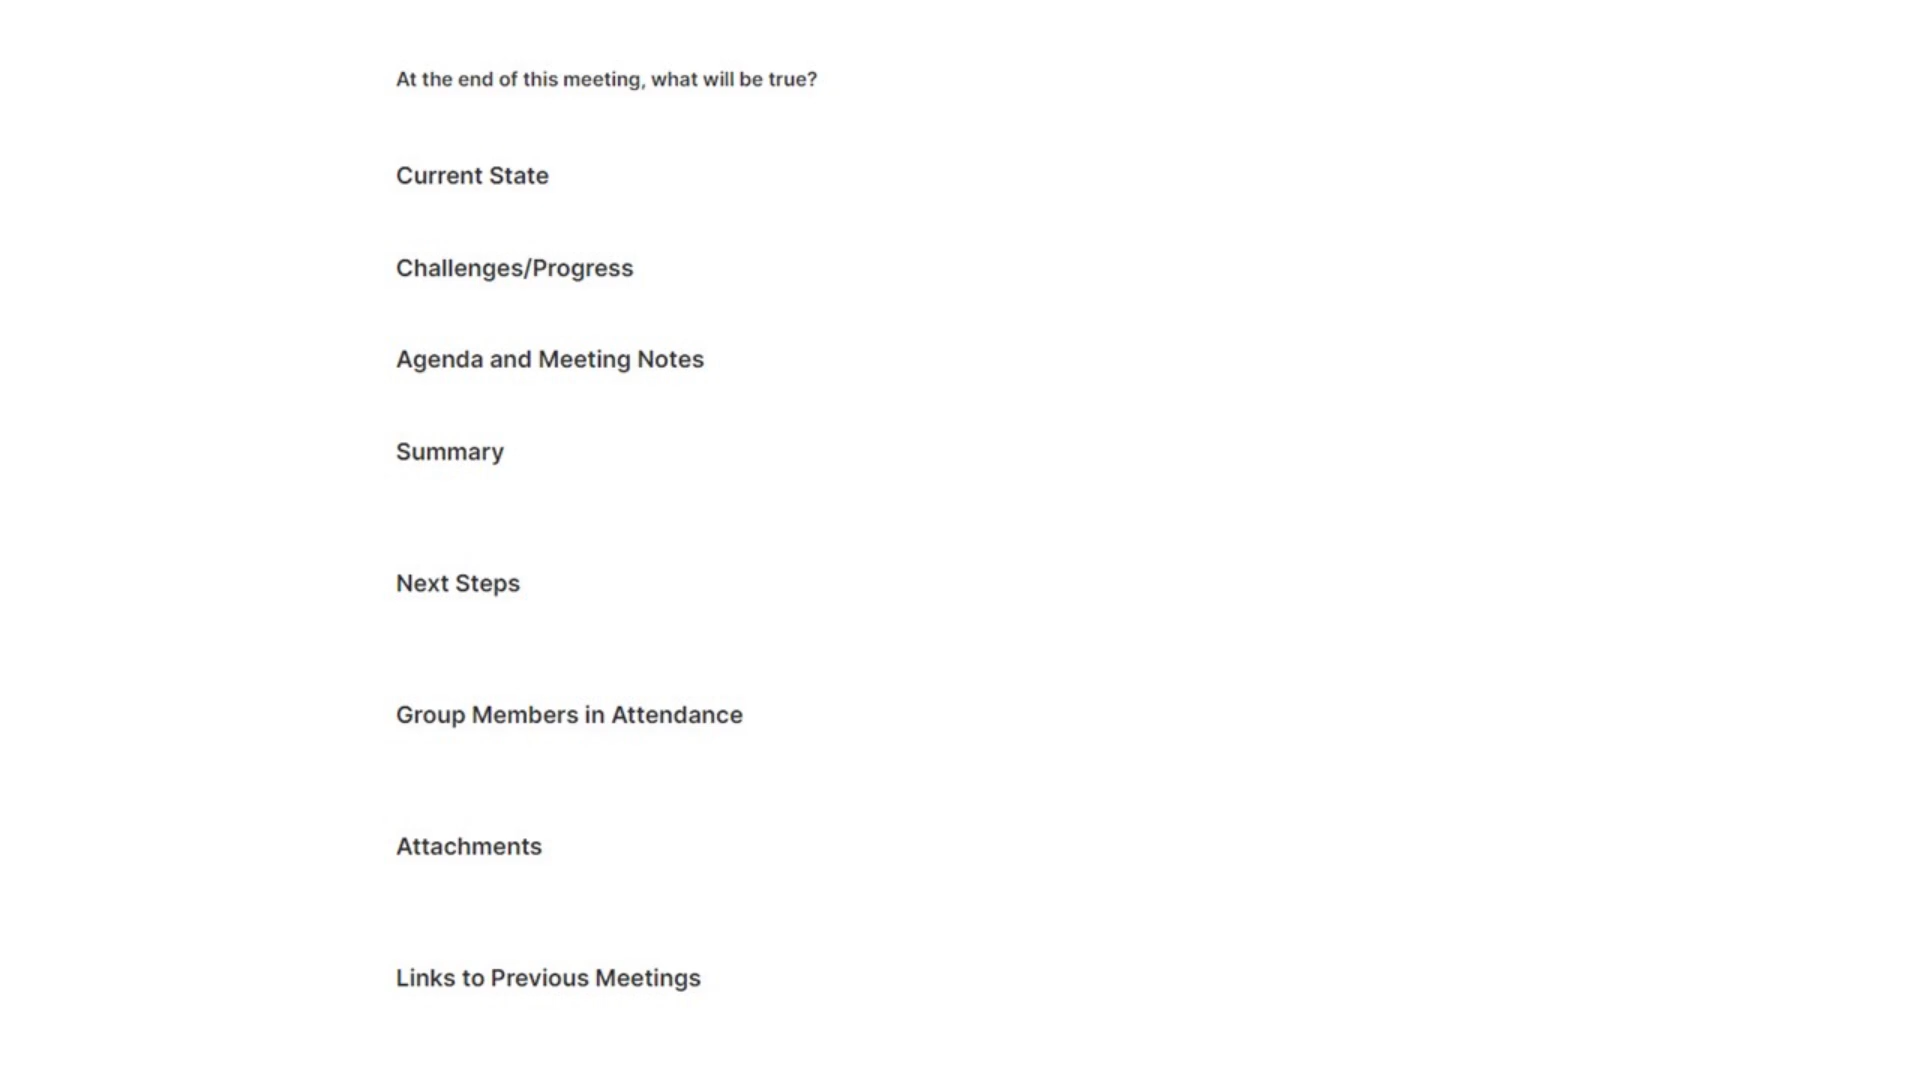 At the end of this meeting, what will be true?
Current State
Challenges/Progress
Agenda and Meeting Notes
Summary
Next Steps
Group Members in Attendance
Attachments
Links to Previous Meetings